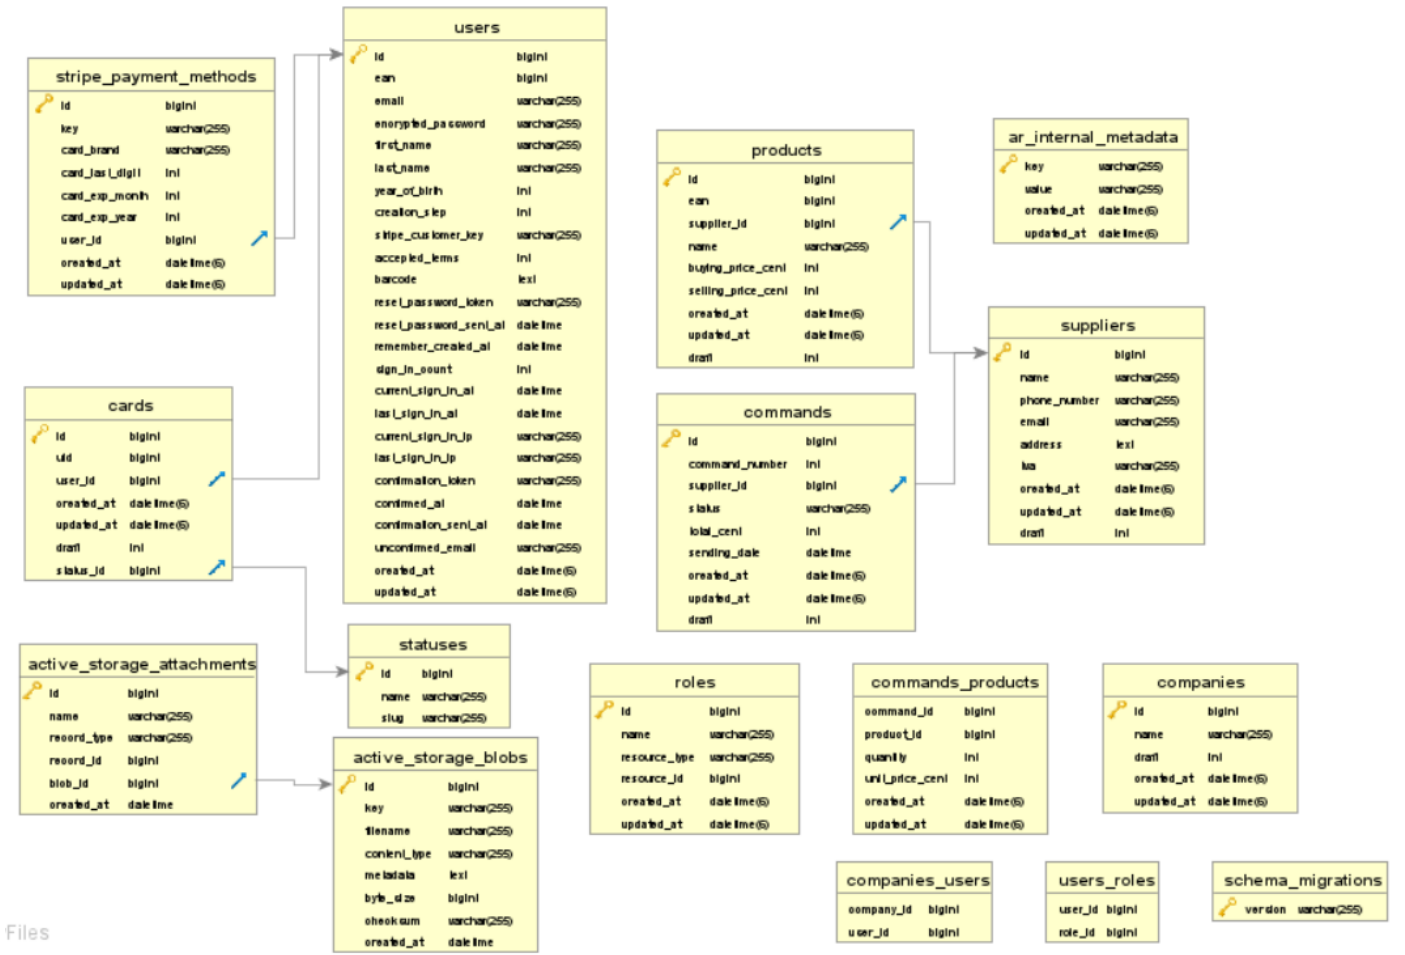 users
id bigint
ean bigint
email varchar(255)
encrypted_password varchar(255)
first_name varchar(255)
last_name varchar(255)
year_of_birth int
creation_step int
stripe_customer_key varchar(255)
accepted_terms int
barcode text
reset_password_token varchar(255)
reset_password_sent_at datetime
remember_created_at datetime
sign_in_count int
current_sign_in_at datetime
last_sign_in_at datetime
current_sign_in_ip varchar(255)
last_sign_in_ip varchar(255)
confirmation_token varchar(255)
confirmed_at datetime
confirmation_sent_at datetime
unconfirmed_email varchar(255)
created_at datetime(6)
updated_at datetime(6)
stripe_payment_methods
id bigint
key varchar(255)
card_brand varchar(255)
card_last_digit int
card_exp_month int
card_exp_year int
user_id bigint
created_at datetime(6)
updated_at datetime(6)
products
id bigint
ean bigint
supplier_id bigint
name varchar(255)
buying_price_cent int
selling_price_cent int
created_at datetime(6)
updated_at datetime(6)
draft int
ar_internal_metadata
key varchar(255)
value varchar(255)
created_at datetime(6)
updated_at datetime(6)
suppliers
id bigint
name varchar(255)
phone_number varchar(255)
email varchar(255)
address text
tva varchar(255)
created_at datetime(6)
updated_at datetime(6)
draft int
cards
id bigint
uid bigint
user_id bigint
created_at datetime(6)
updated_at datetime(6)
draft int
status_id bigint
commands
id bigint
command_number int
supplier_id bigint
status varchar(255)
total_cent int
sending_date datetime
created_at datetime(6)
updated_at datetime(6)
draft int
statuses
id bigint
name varchar(255)
slug varchar(255)
active_storage_attachments
id bigint
name varchar(255)
record_type varchar(255)
record_id bigint
blob_id bigint
created_at datetime
active_storage_blobs
id bigint
key varchar(255)
filename varchar(255)
content_type varchar(255)
metadata text
byte_size bigint
checksum varchar(255)
created_at datetime
roles
id bigint
name varchar(255)
resource_type varchar(255)
resource_id bigint
created_at datetime(6)
updated_at datetime(6)
commands_products
command_id bigint
product_id bigint
quantity int
unit_price_cent int
created_at datetime(6)
updated_at datetime(6)
companies
id bigint
name varchar(255)
draft int
created_at datetime(6)
updated_at datetime(6)
companies_users
company_id bigint
user_id bigint
users_roles
user_id bigint
role_id bigint
schema_migrations
version varchar(255)
Files